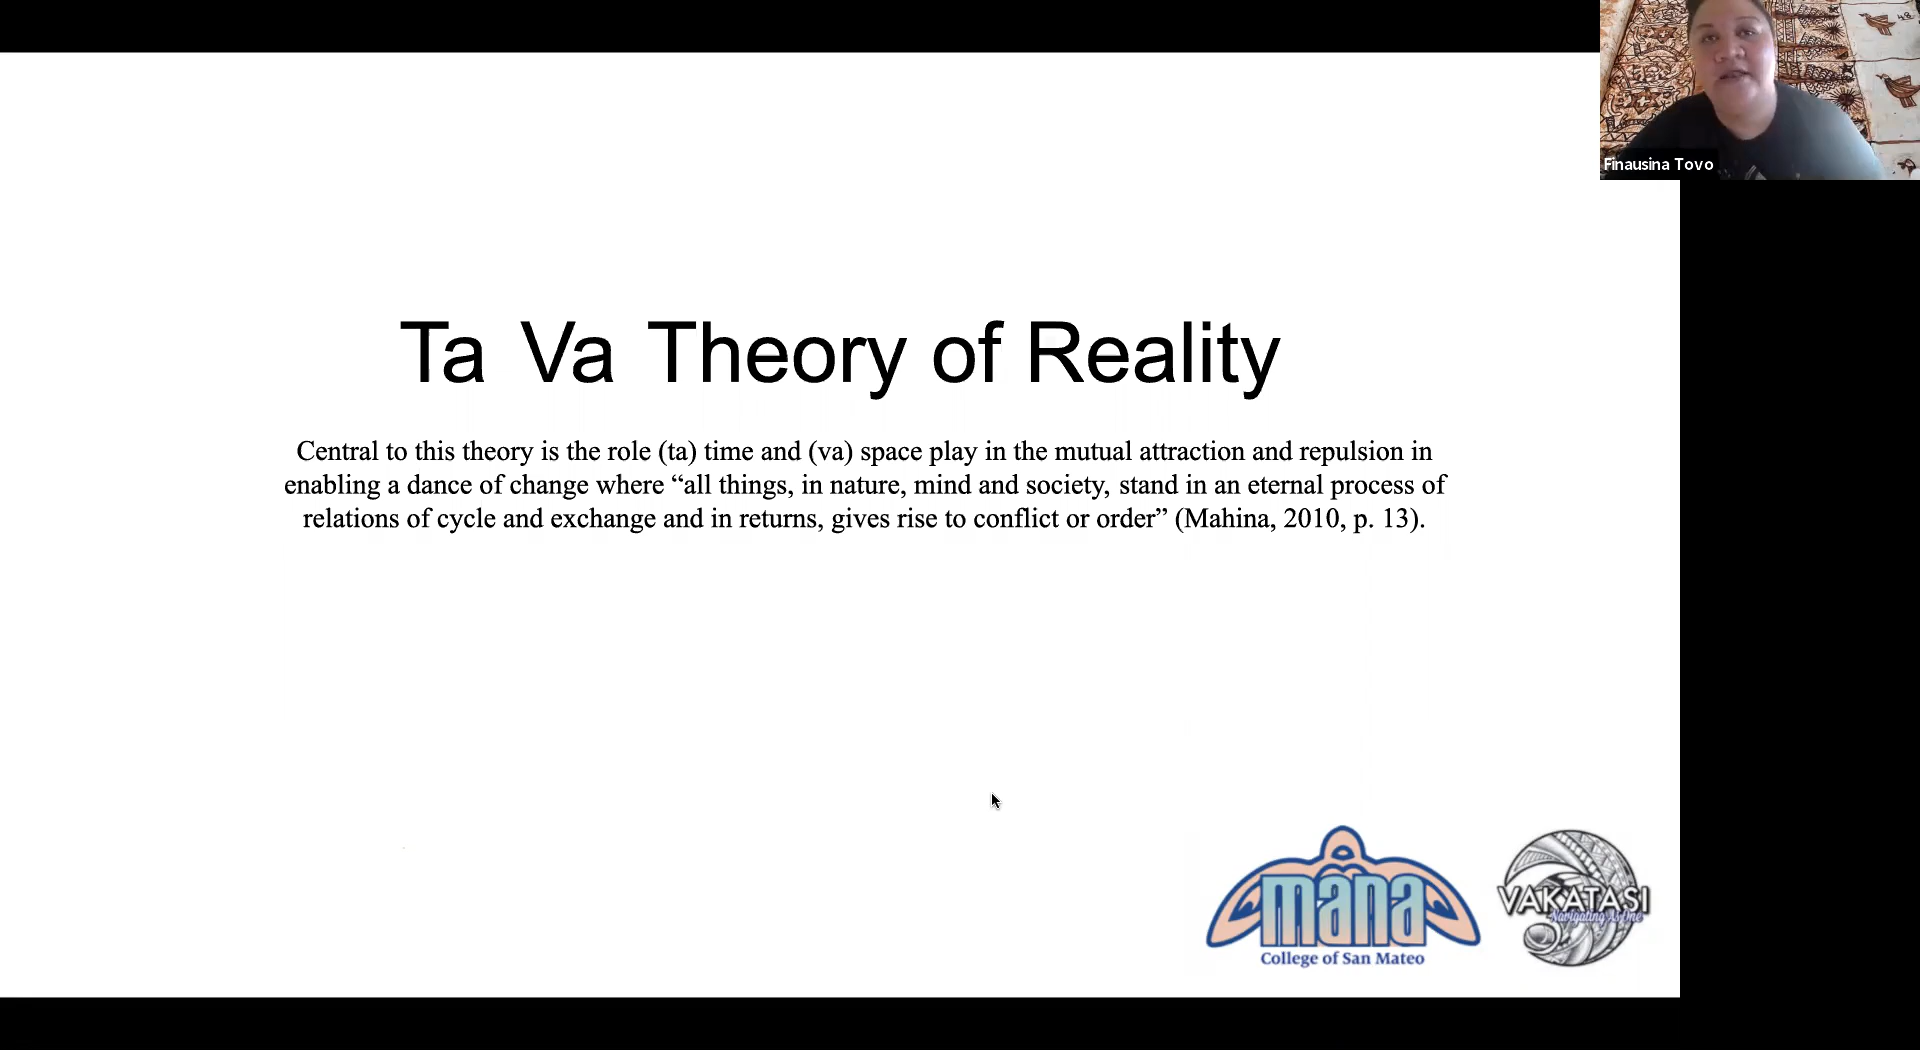 Finausina Tovo
Ta Va Theory of Reality
Central to this theory is the role (ta) time and (va) space play in the mutual attraction and repulsion in
enabling a dance of change where “all things, in nature, mind and society, stand in an eternal process of
relations of cycle and exchange and in returns, gives rise to conflict or order” (Mahina, 2010, p. 13).
mana
College of San Mateo
VAKATASI
Navigating As One